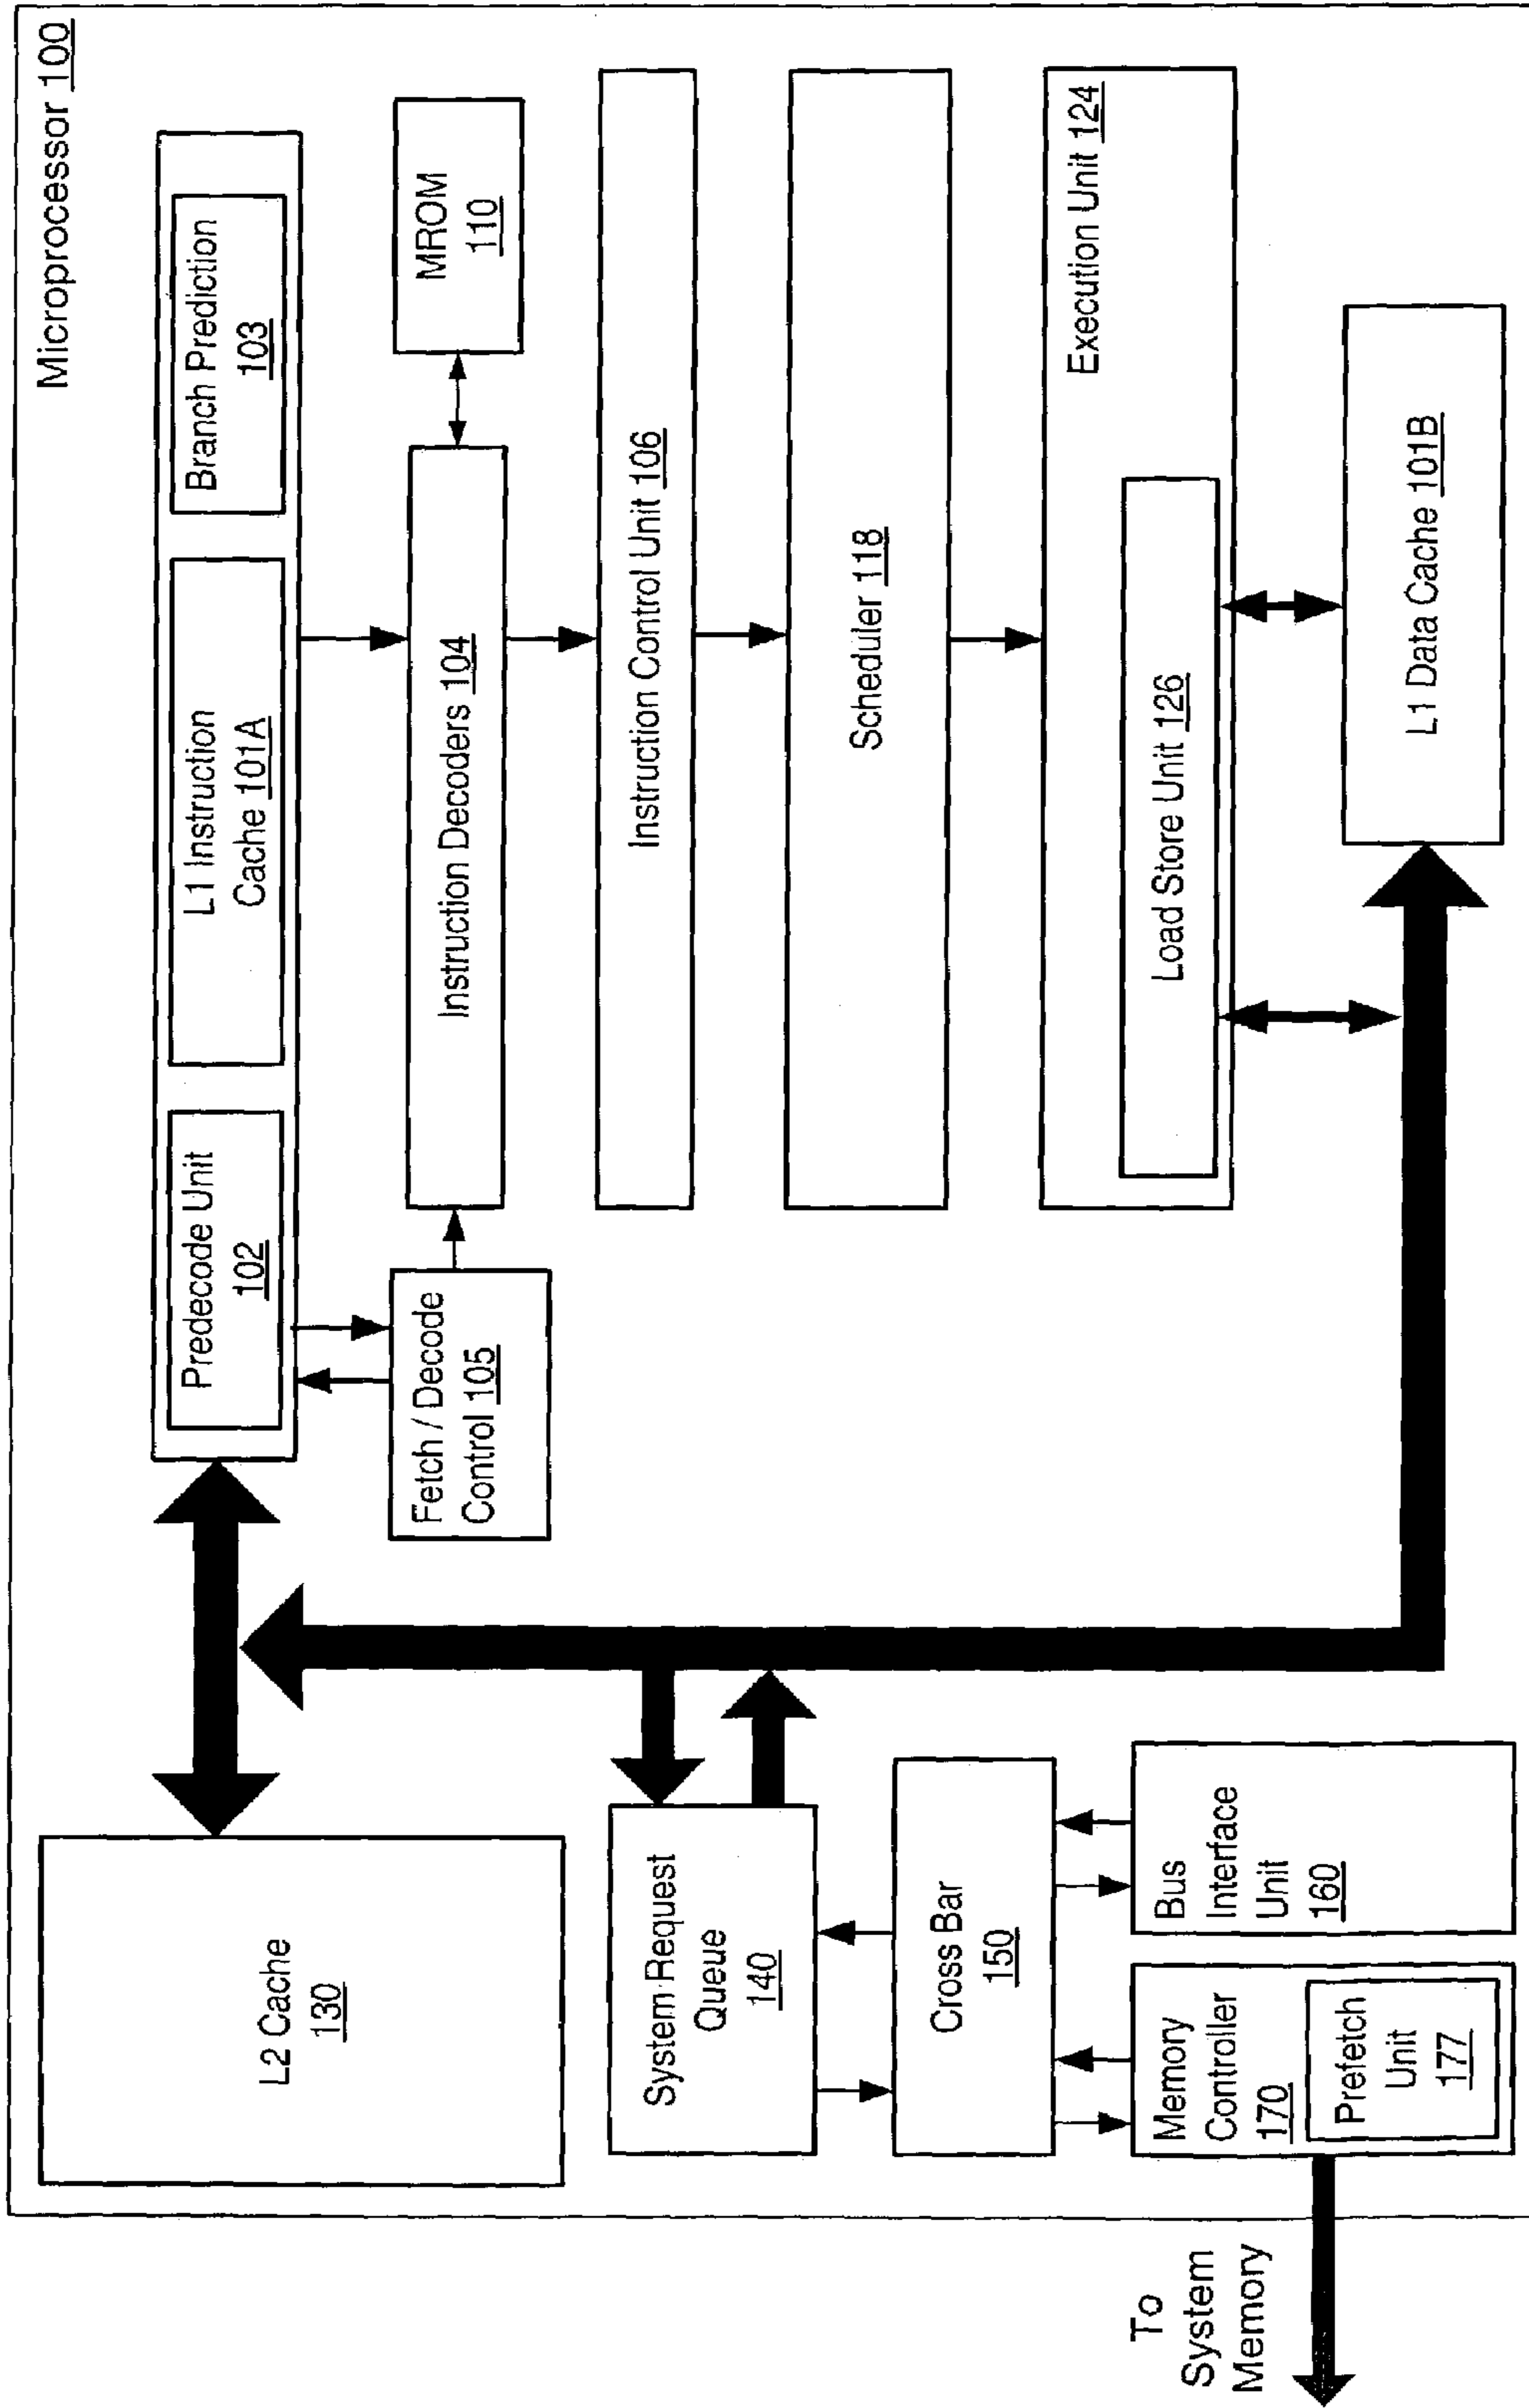 Microprocessor 100
L2 Cache
130
Predecode Unit
102
L1 Instruction
Cache 101A
Branch Prediction
103
Fetch / Decode
Control 105
Instruction Decoders 104
MROM
110
System Request
Queue
140
Instruction Control Unit 106
Cross Bar
150
Scheduler 118
Memory
Controller
170
Prefetch
Unit
177
Bus
Interface
Unit
160
Execution Unit 124
Load Store Unit 126
L1 Data Cache 101B
To
System
Memory